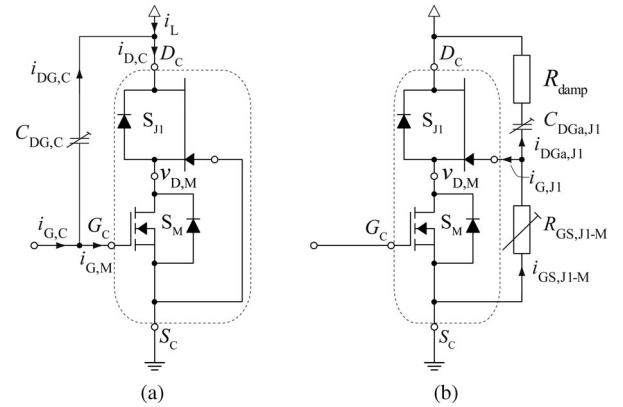 i_L
i_D,C
D_C
i_DG,C
C_DG,C
S_J1
v_D,M
i_G,C
G_C
i_G,M
S_M
S_C
(a)
D_C
R_damp
C_DGa,J1
S_J1
i_DGa,J1
v_D,M
i_G,J1
G_C
S_M
R_GS,J1-M
i_GS,J1-M
S_C
(b)